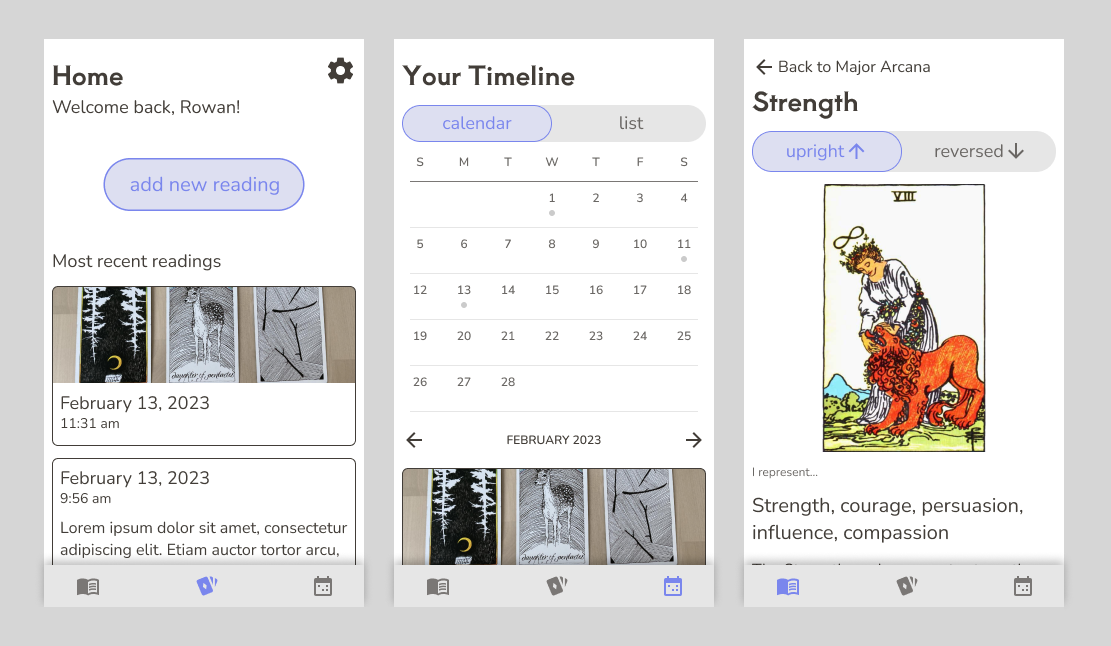 Home
Welcome back, Rowan!
add new reading
Most recent readings
daughter of pentacles
February 13, 2023
11:31 am
February 13, 2023
9:56 am
Lorem ipsum dolor sit amet, consectetur
adipiscing elit. Etiam auctor tortor arcu,
Your Timeline
calendar
list
S M T W T F S
1 2 3 4
5 6 7 8 9 10 11
12 13 14 15 16 17 18
19 20 21 22 23 24 25
26 27 28
FEBRUARY 2023
daughter of pentacles
Back to Major Arcana
Strength
upright
reversed
VIII
I represent...
Strength, courage, persuasion,
influence, compassion